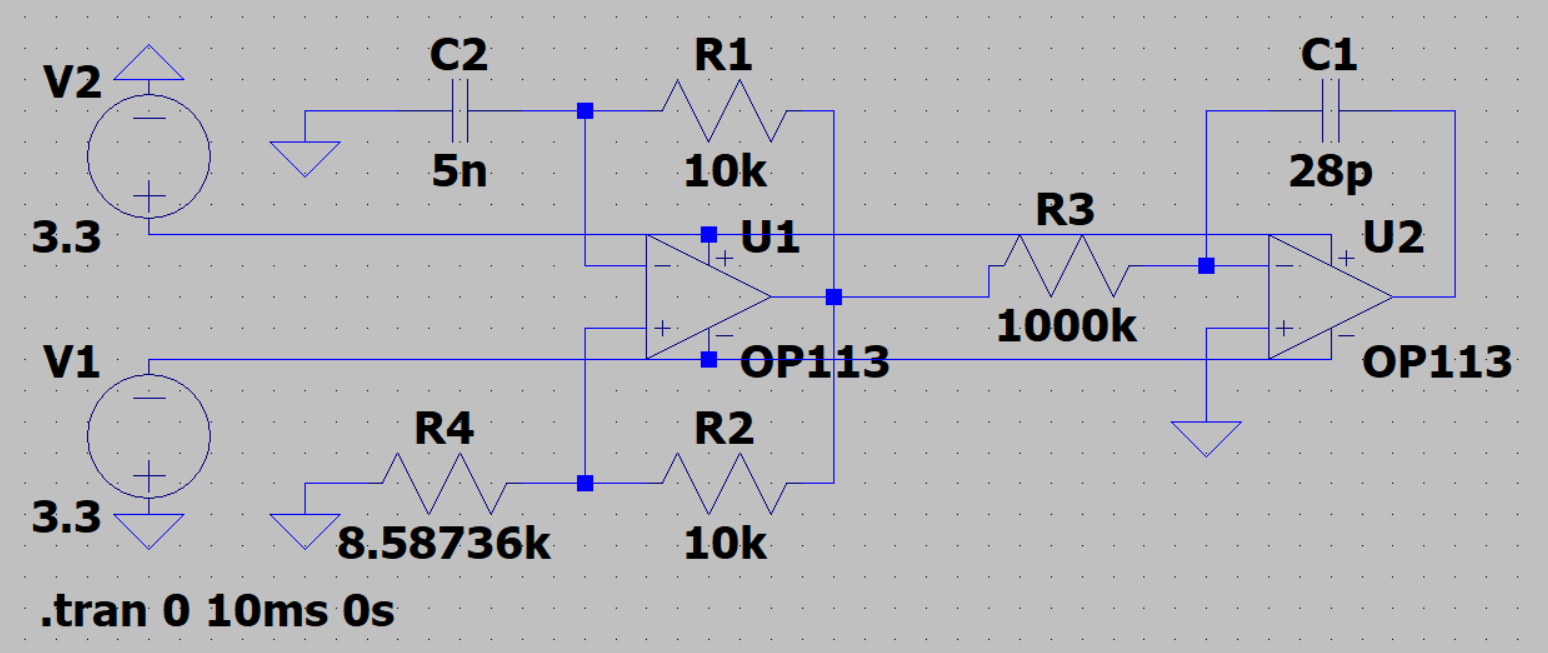 C2
R1
C1
V2
5n
10k
28p
R3
3.3
U1
U2
1000k
V1
OP113
OP113
R4
R2
3.3
8.58736k
10k
.tran 0 10ms 0s